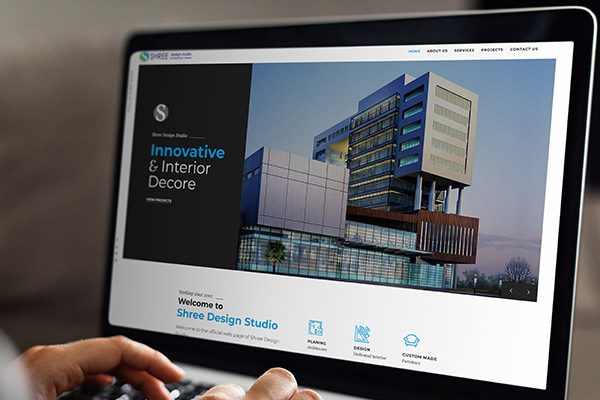 SHREE Design Studio
HOME ABOUT US SERVICES PROJECTS CONTACT US
S
Shree Design Studio
Innovative
& Interior
Decore
VIEW PROJECTS
Working since 2002
Welcome to
Shree Design Studio
Welcome to the official web page of Shree Design
PLANING
Architecture
DESIGN
Dedicated Interior
CUSTOM MADE
Furniture